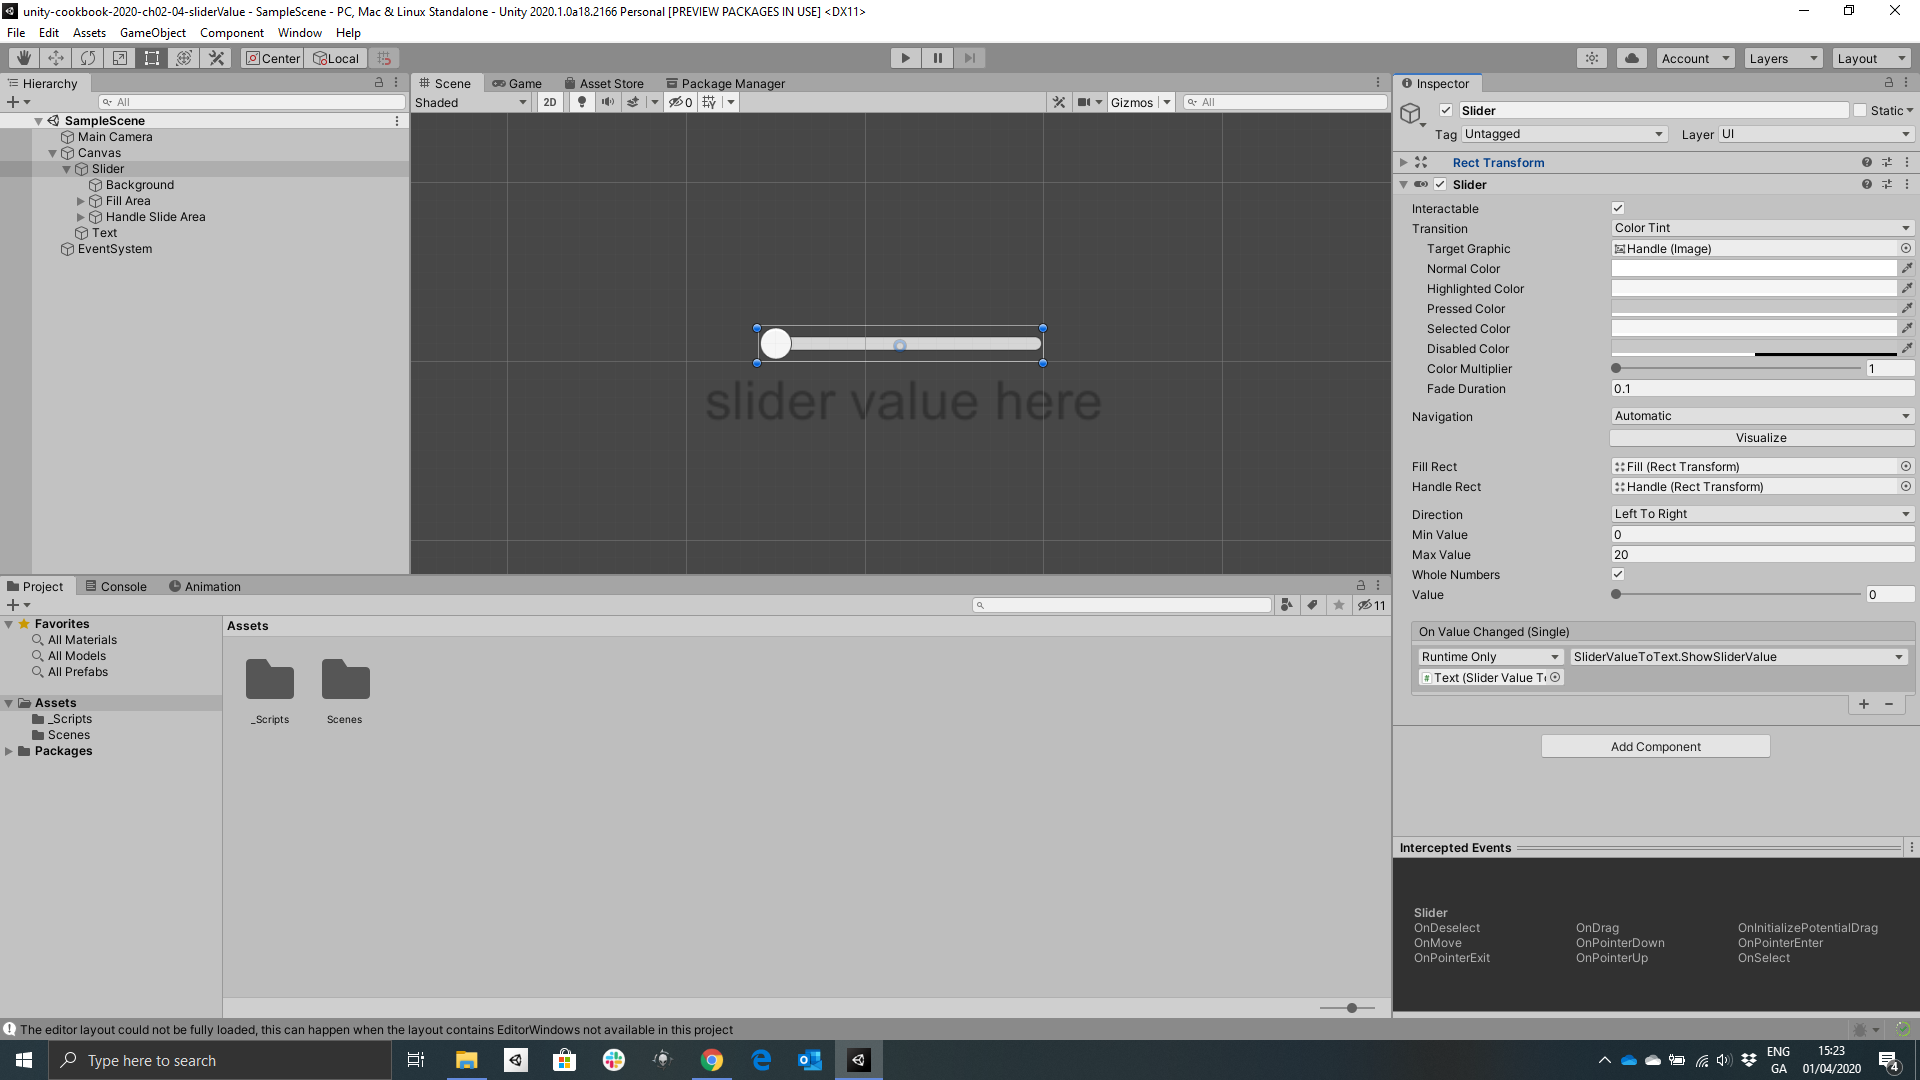 unity-cookbook-2020-ch02-04-sliderValue - SampleScene - PC, Mac & Linux Standalone - Unity 2020.1.0a18.2166 Personal [PREVIEW PACKAGES IN USE] <DX11>
File Edit Assets GameObject Component Window Help
Center Local Account Layers Layout
Hierarchy
All
SampleScene
Main Camera
Canvas
Slider
Background
Fill Area
Handle Slide Area
Text
EventSystem
Scene Game Asset Store Package Manager
Shaded 2D 0 Gizmos All
slider value here
Inspector
Slider Static
Tag Untagged Layer UI
Rect Transform
Slider
Interactable
Transition Color Tint
Target Graphic Handle (Image)
Normal Color
Highlighted Color
Pressed Color
Selected Color
Disabled Color
Color Multiplier 1
Fade Duration 0.1
Navigation Automatic
Visualize
Fill Rect Fill (Rect Transform)
Handle Rect Handle (Rect Transform)
Direction Left To Right
Min Value 0
Max Value 20
Whole Numbers
Value 0
On Value Changed (Single)
Runtime Only SliderValueToText.ShowSliderValue
# Text (Slider Value T
+ −
Add Component
Intercepted Events
Slider
OnDeselect OnDrag OnInitializePotentialDrag
OnMove OnPointerDown OnPointerEnter
OnPointerExit OnPointerUp OnSelect
Project Console Animation
11
Favorites
All Materials
All Models
All Prefabs
Assets
_Scripts
Scenes
Packages
Assets
_Scripts Scenes
The editor layout could not be fully loaded, this can happen when the layout contains EditorWindows not available in this project
Type here to search
ENG
GA
15:23
01/04/2020
4